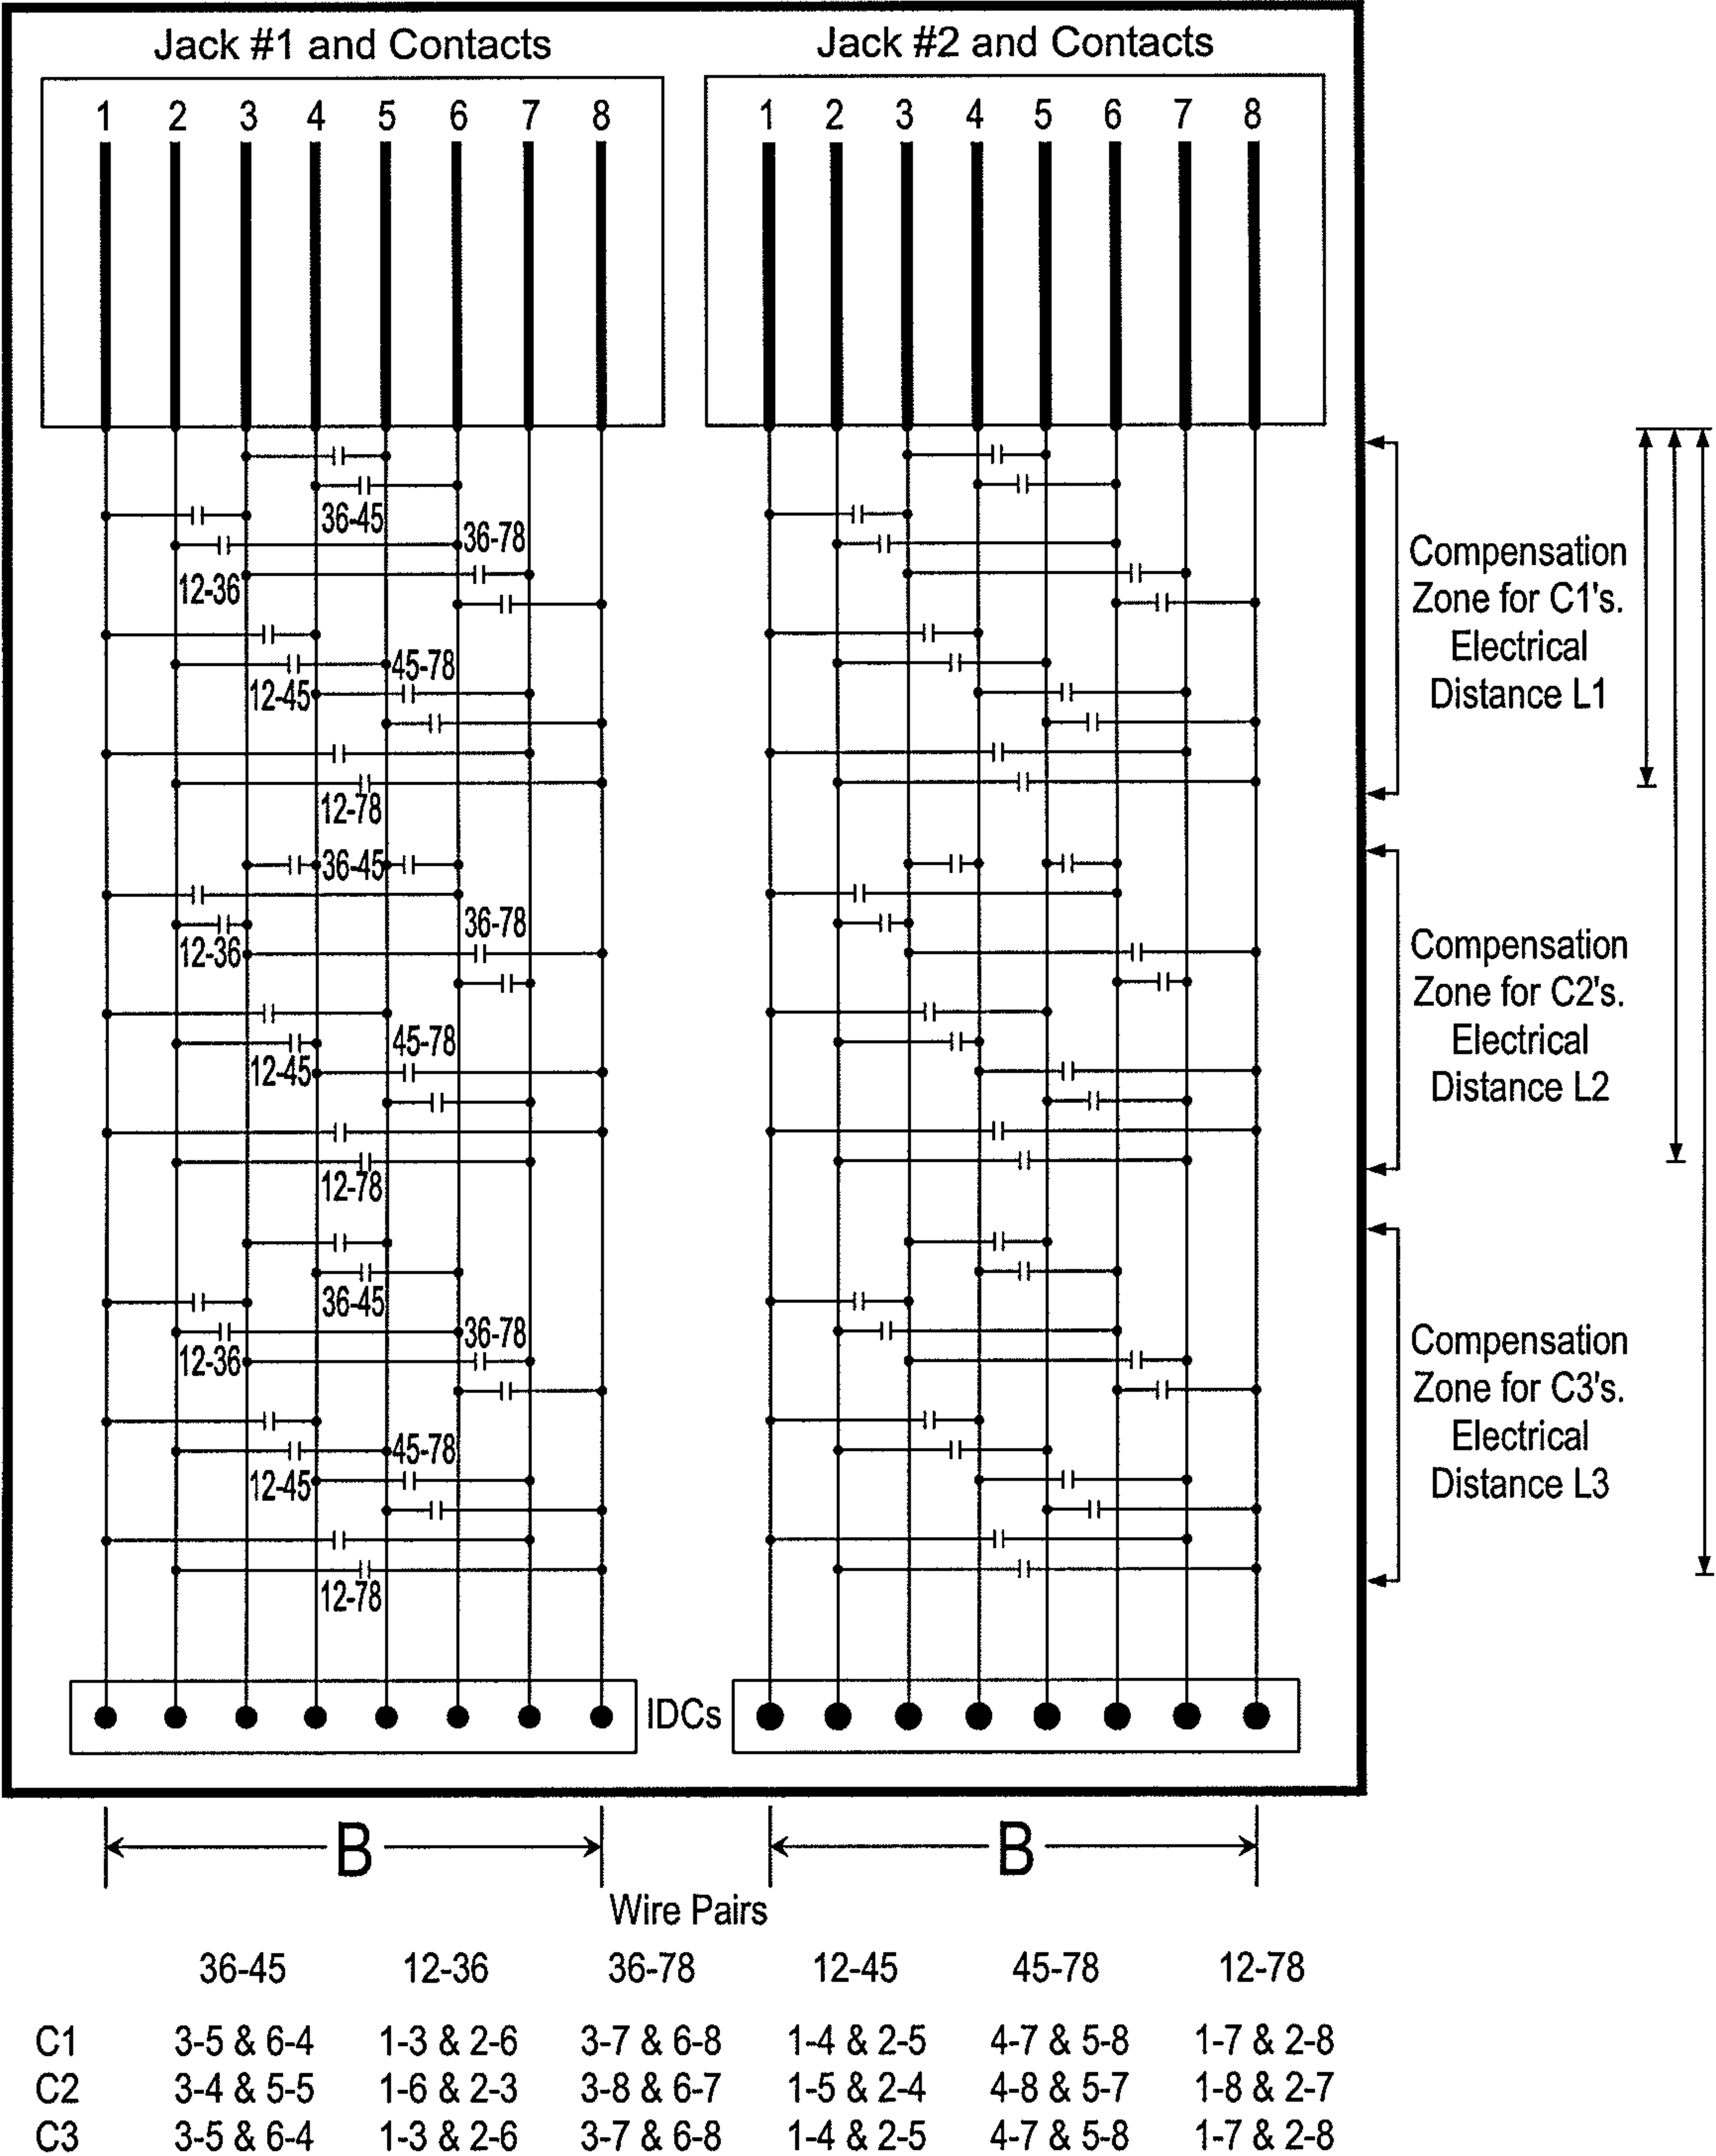 Jack #1 and Contacts
Jack #2 and Contacts
1 2 3 4 5 6 7 8
1 2 3 4 5 6 7 8
36-45
36-78
12-36
45-78
12-45
12-78
36-45
36-78
12-36
45-78
12-45
12-78
36-45
36-78
12-36
45-78
12-45
12-78
Compensation
Zone for C1's.
Electrical
Distance L1
Compensation
Zone for C2's.
Electrical
Distance L2
Compensation
Zone for C3's.
Electrical
Distance L3
IDCs
B
B
Wire Pairs
36-45 12-36 36-78 12-45 45-78 12-78
C1 3-5 & 6-4 1-3 & 2-6 3-7 & 6-8 1-4 & 2-5 4-7 & 5-8 1-7 & 2-8
C2 3-4 & 5-5 1-6 & 2-3 3-8 & 6-7 1-5 & 2-4 4-8 & 5-7 1-8 & 2-7
C3 3-5 & 6-4 1-3 & 2-6 3-7 & 6-8 1-4 & 2-5 4-7 & 5-8 1-7 & 2-8